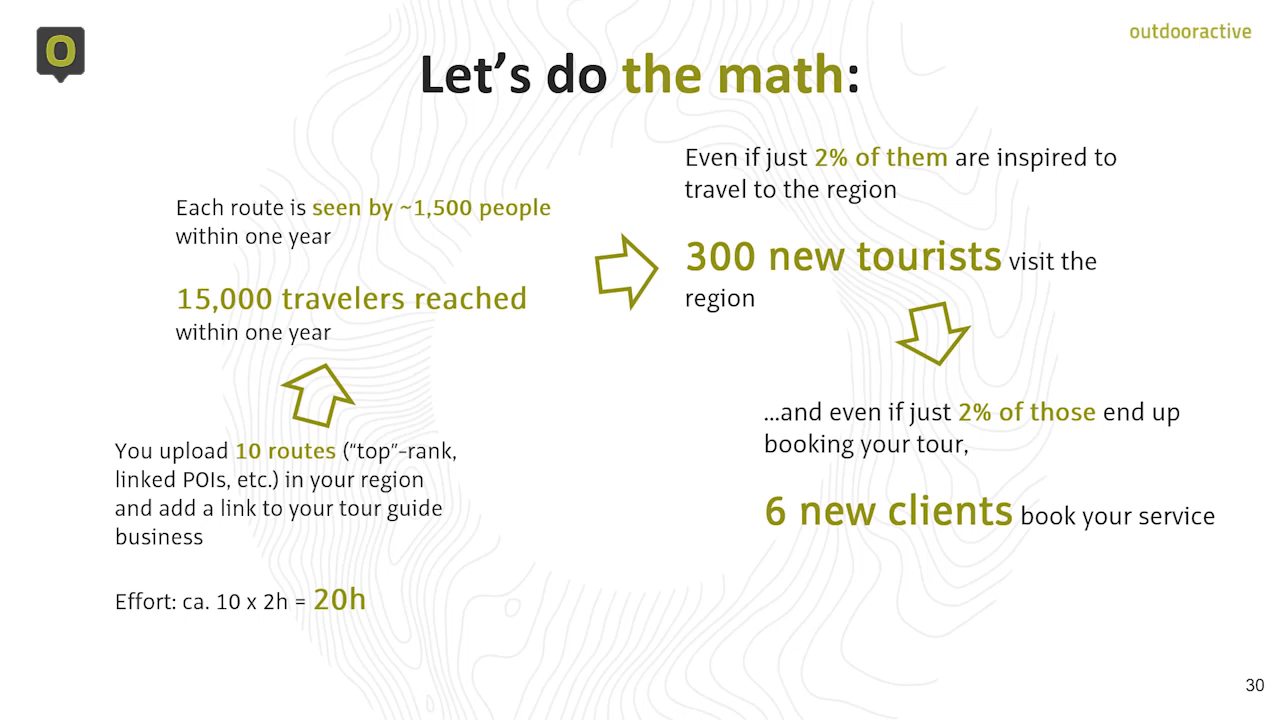 O
outdooractive
Let’s do the math:
Each route is seen by ~1,500 people
within one year
15,000 travelers reached
within one year
You upload 10 routes (“top”-rank,
linked POIs, etc.) in your region
and add a link to your tour guide
business
Effort: ca. 10 x 2h = 20h
Even if just 2% of them are inspired to
travel to the region
300 new tourists visit the
region
...and even if just 2% of those end up
booking your tour,
6 new clients book your service
30